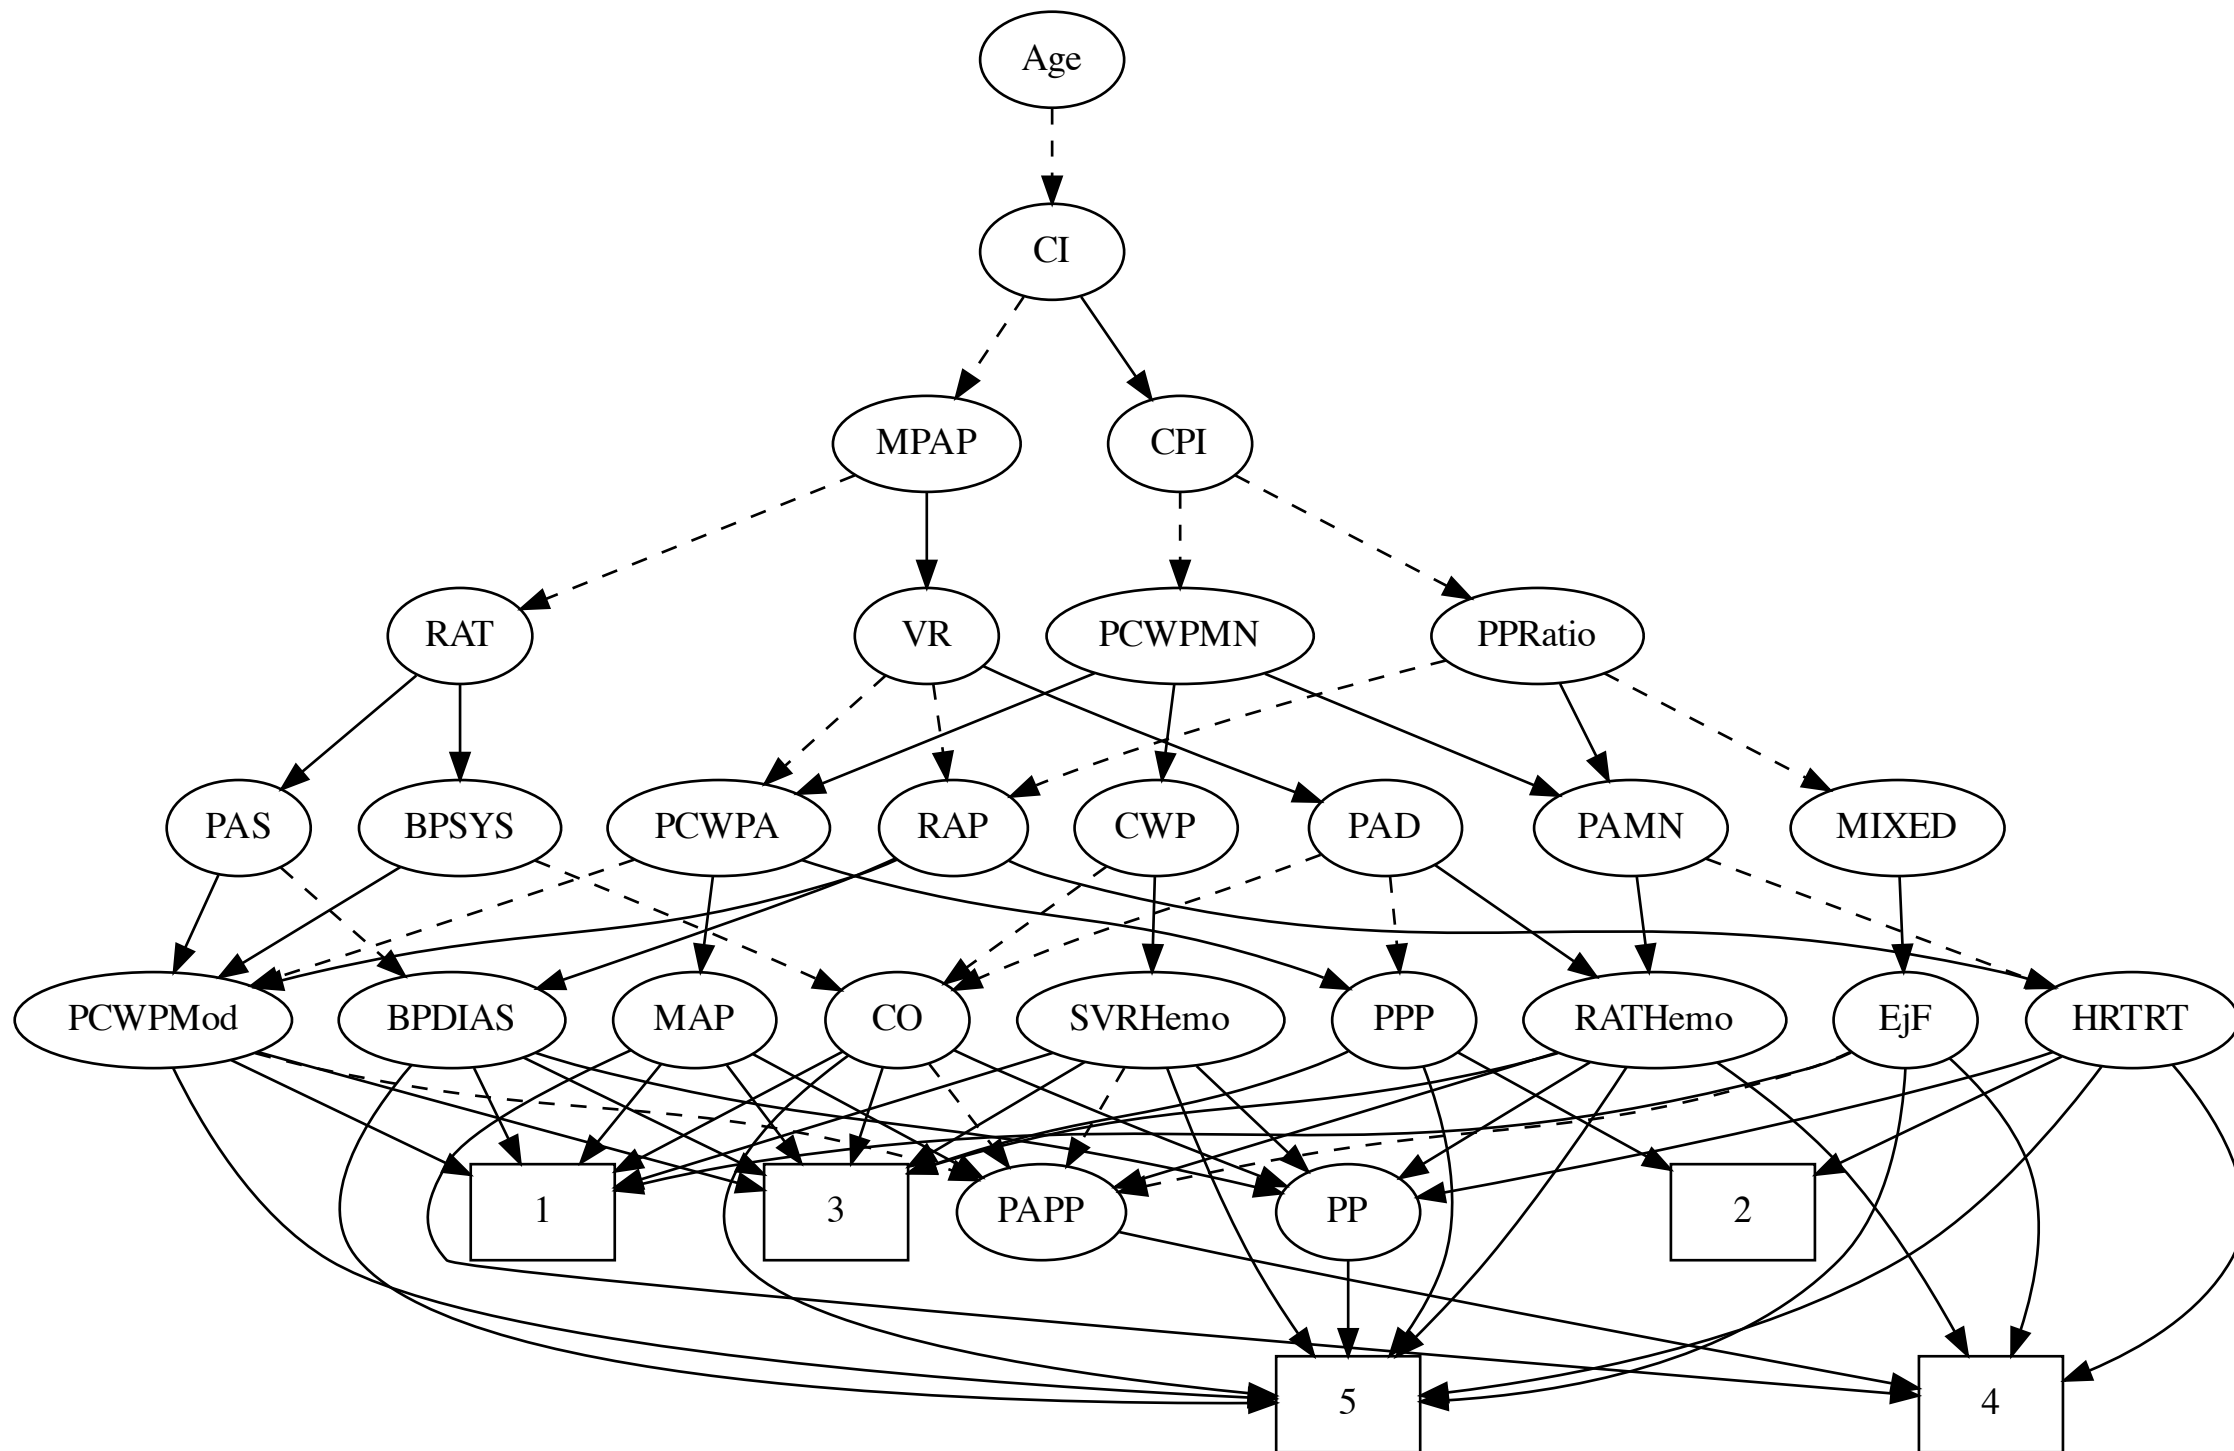 Age
CI
MPAP
CPI
RAT
VR
PCWPMN
PPRatio
PAS
BPSYS
PCWPA
RAP
CWP
PAD
PAMN
MIXED
PCWPMod
BPDIAS
MAP
CO
SVRHemo
PPP
RATHemo
EjF
HRTRT
1
3
PAPP
PP
2
5
4